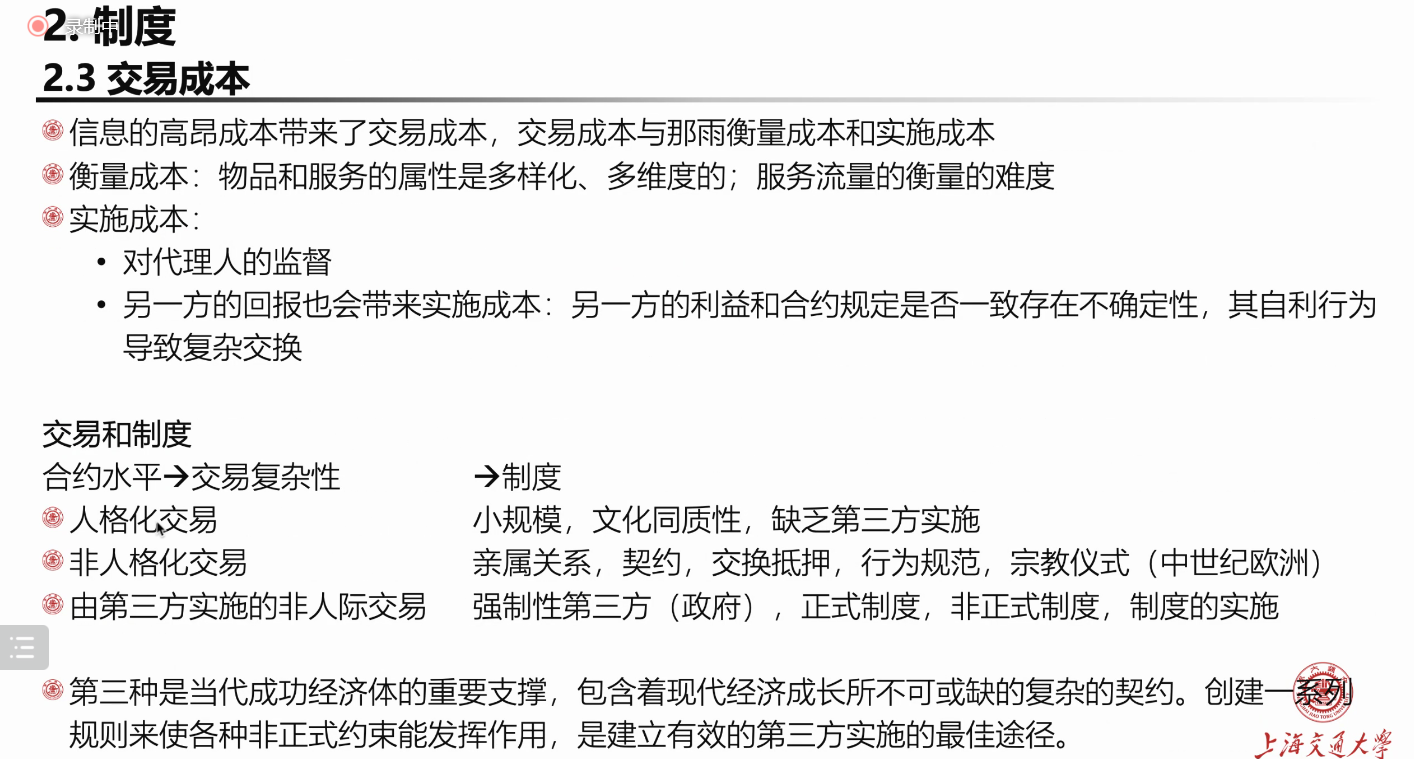 2. 制度
录制中
2.3 交易成本
信息的高昂成本带来了交易成本，交易成本与那雨衡量成本和实施成本
衡量成本：物品和服务的属性是多样化、多维度的；服务流量的衡量的难度
实施成本：
• 对代理人的监督
• 另一方的回报也会带来实施成本：另一方的利益和合约规定是否一致存在不确定性，其自利行为
导致复杂交换
交易和制度
合约水平→交易复杂性 →制度
人格化交易 小规模，文化同质性，缺乏第三方实施
非人格化交易 亲属关系，契约，交换抵押，行为规范，宗教仪式（中世纪欧洲）
由第三方实施的非人际交易 强制性第三方（政府），正式制度，非正式制度，制度的实施
第三种是当代成功经济体的重要支撑，包含着现代经济成长所不可或缺的复杂的契约。创建一系列
规则来使各种非正式约束能发挥作用，是建立有效的第三方实施的最佳途径。
上海交通大学